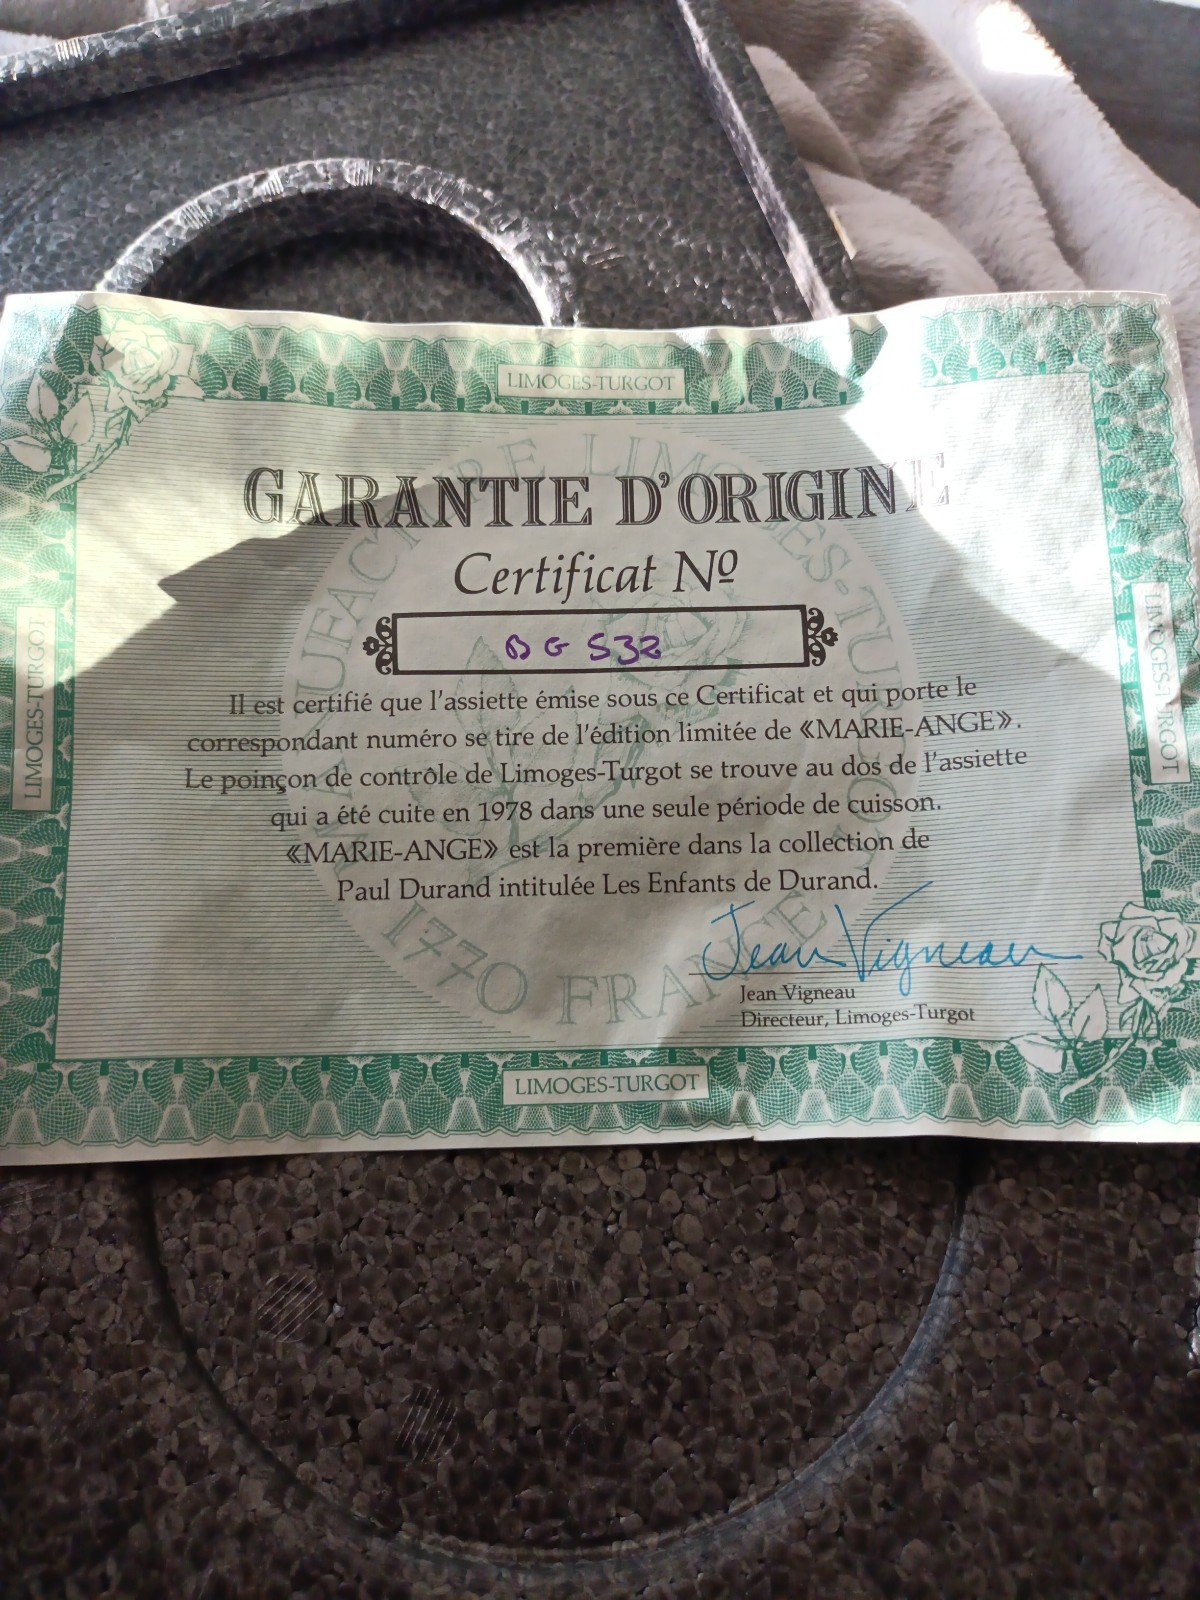 LIMOGES-TURGOT
GARANTIE D'ORIGINE
Certificat Nº
BG 532
Il est certifié que l'assiette émise sous ce Certificat et qui porte le
correspondant numéro se tire de l'édition limitée de «MARIE-ANGE».
Le poinçon de contrôle de Limoges-Turgot se trouve au dos de l'assiette
qui a été cuite en 1978 dans une seule période de cuisson.
«MARIE-ANGE» est la première dans la collection de
Paul Durand intitulée Les Enfants de Durand.
Jean Vigneau
Jean Vigneau
Directeur, Limoges-Turgot
LIMOGES-TURGOT
LIMOGES-TURGOT
LIMOGES-TURGOT
1770 FRANCE